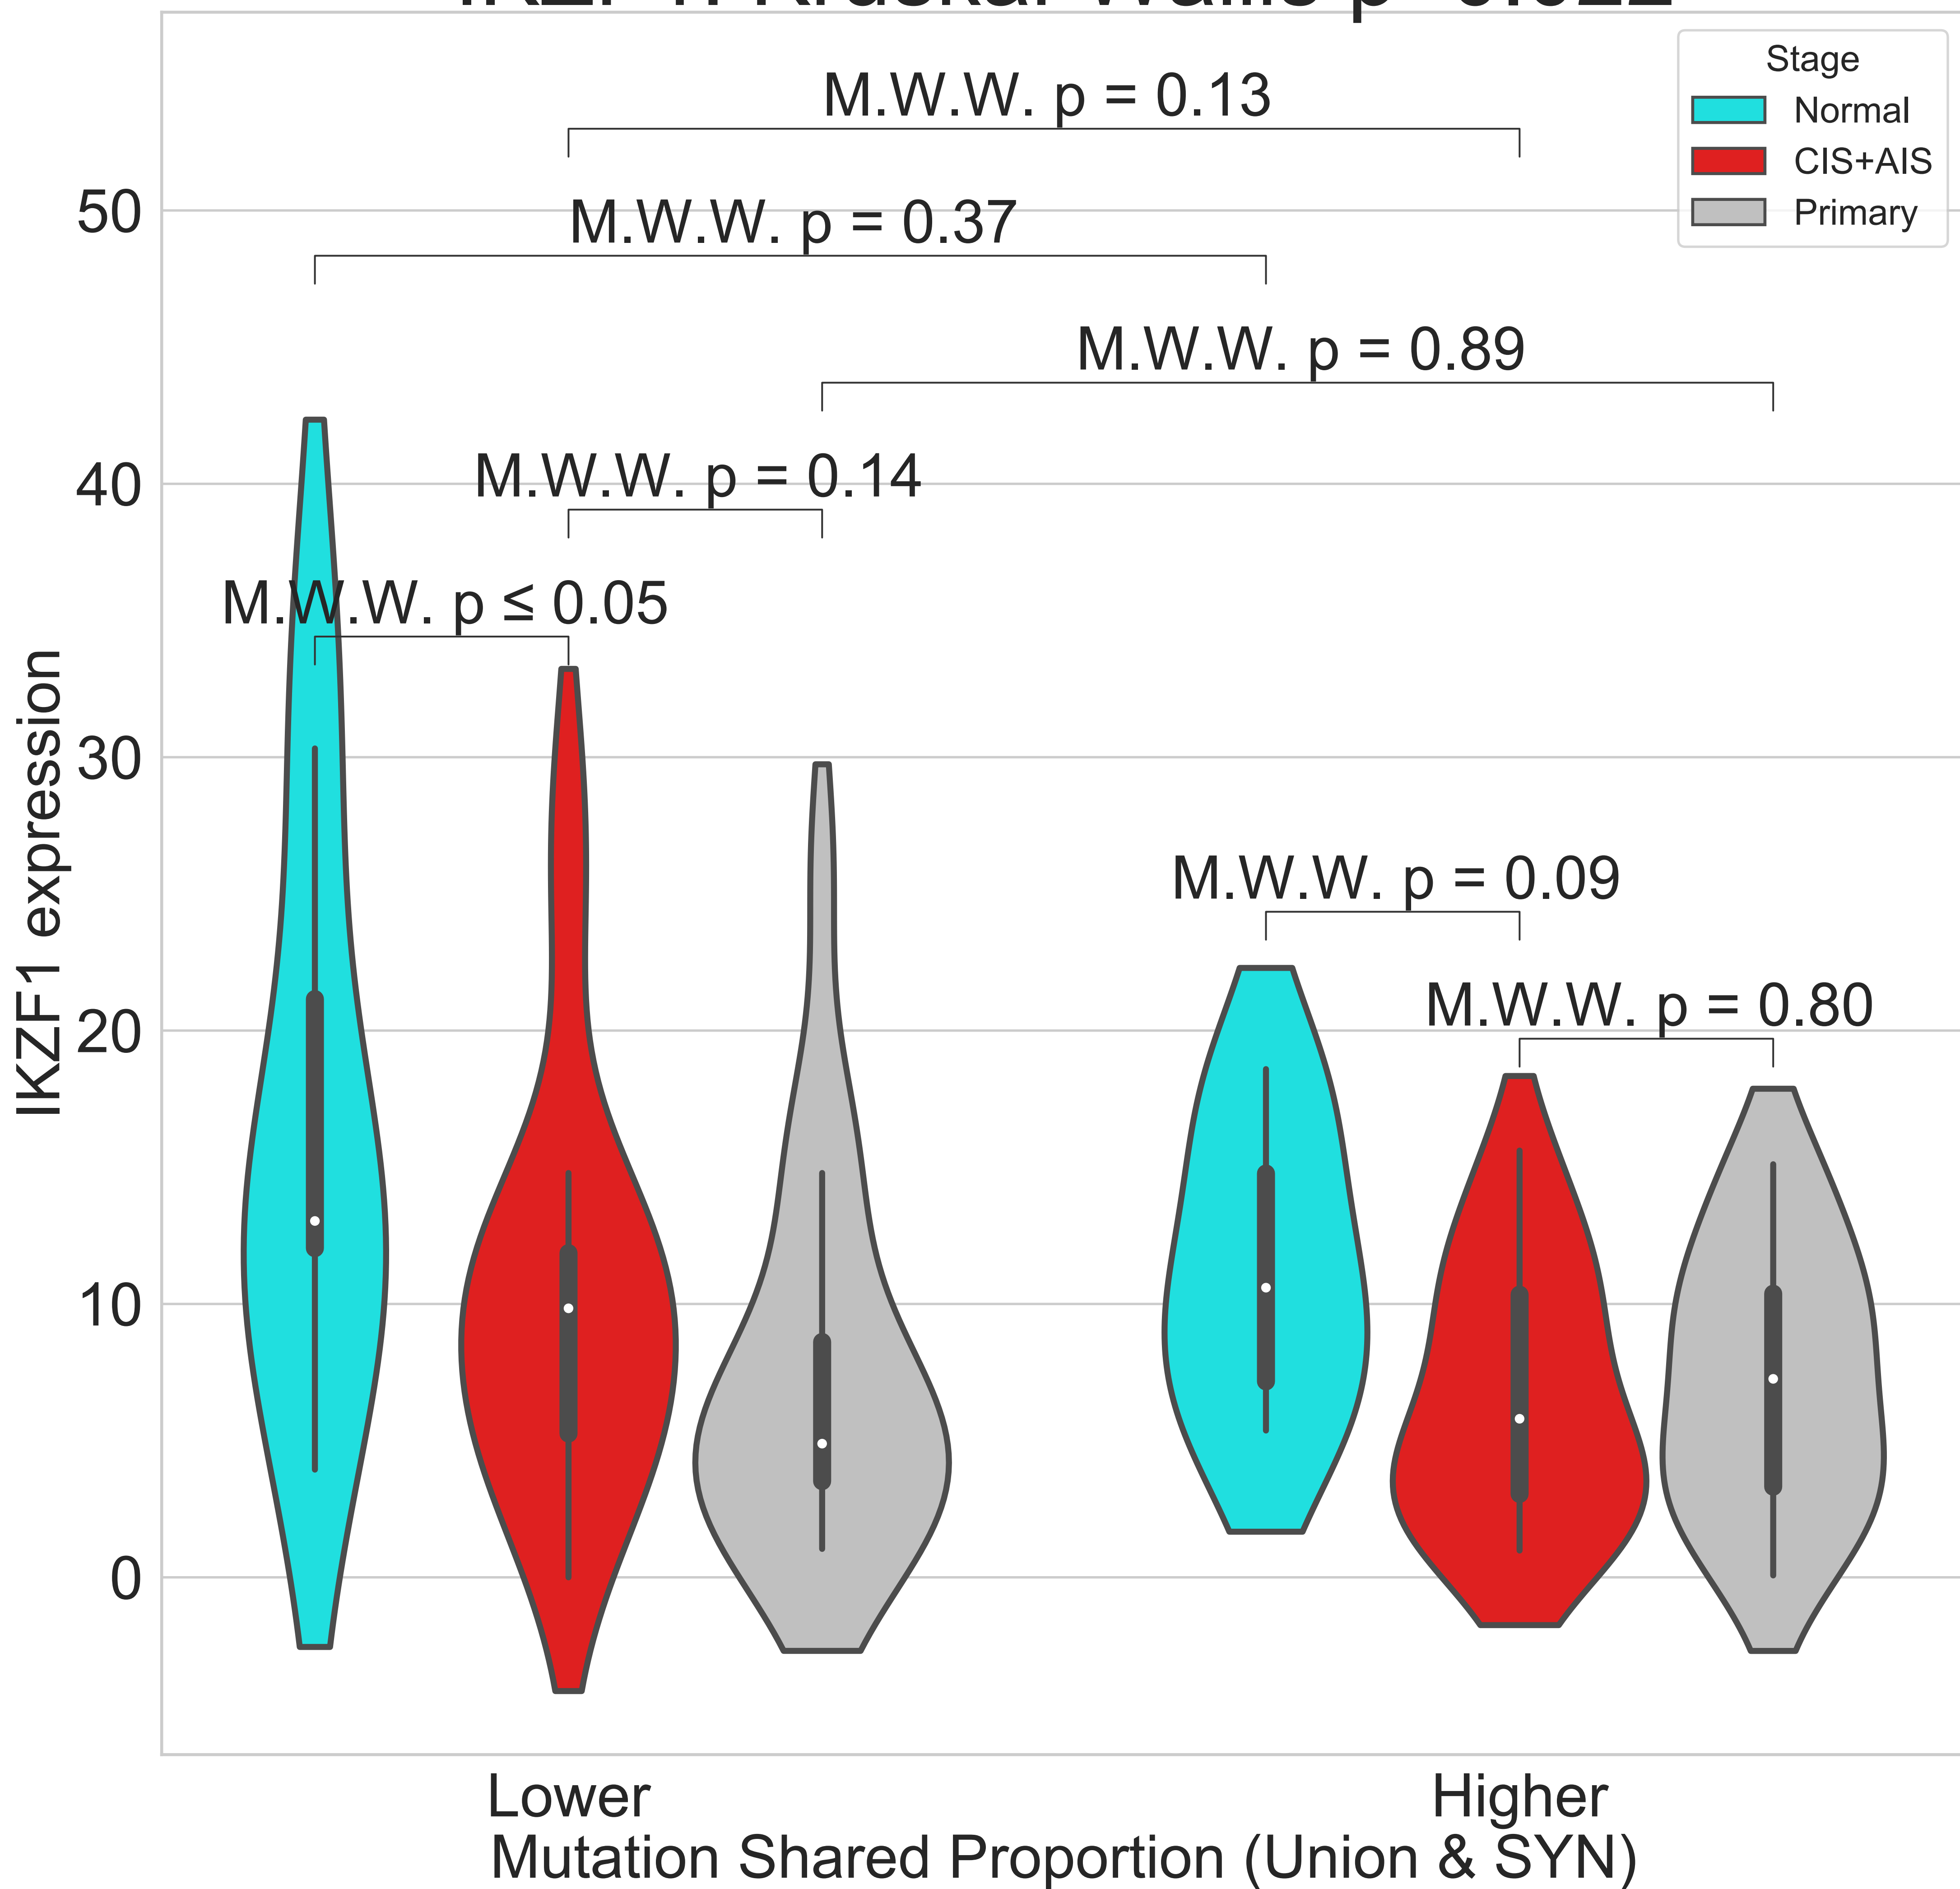 Stage
Normal
CIS+AIS
Primary
M.W.W. p = 0.13
M.W.W. p = 0.37
M.W.W. p = 0.89
M.W.W. p = 0.14
M.W.W. p ≤ 0.05
M.W.W. p = 0.09
M.W.W. p = 0.80
50
40
30
20
10
0
IKZF1 expression
Lower
Higher
Mutation Shared Proportion (Union & SYN)